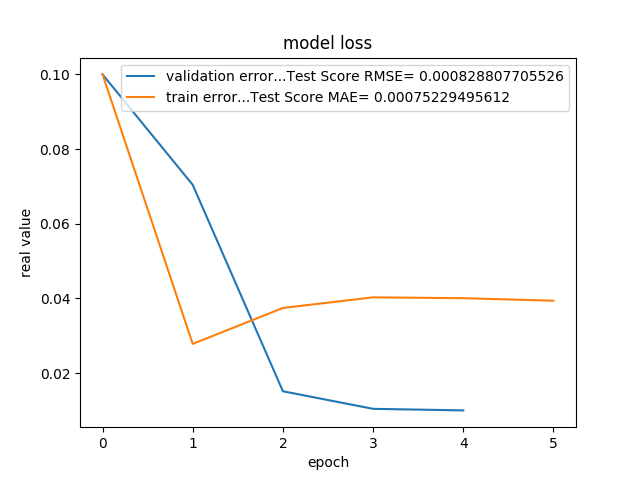 model loss
validation error...Test Score RMSE= 0.000828807705526
train error...Test Score MAE= 0.00075229495612
0.10
0.08
0.06
0.04
0.02
real value
0
1
2
3
4
5
epoch